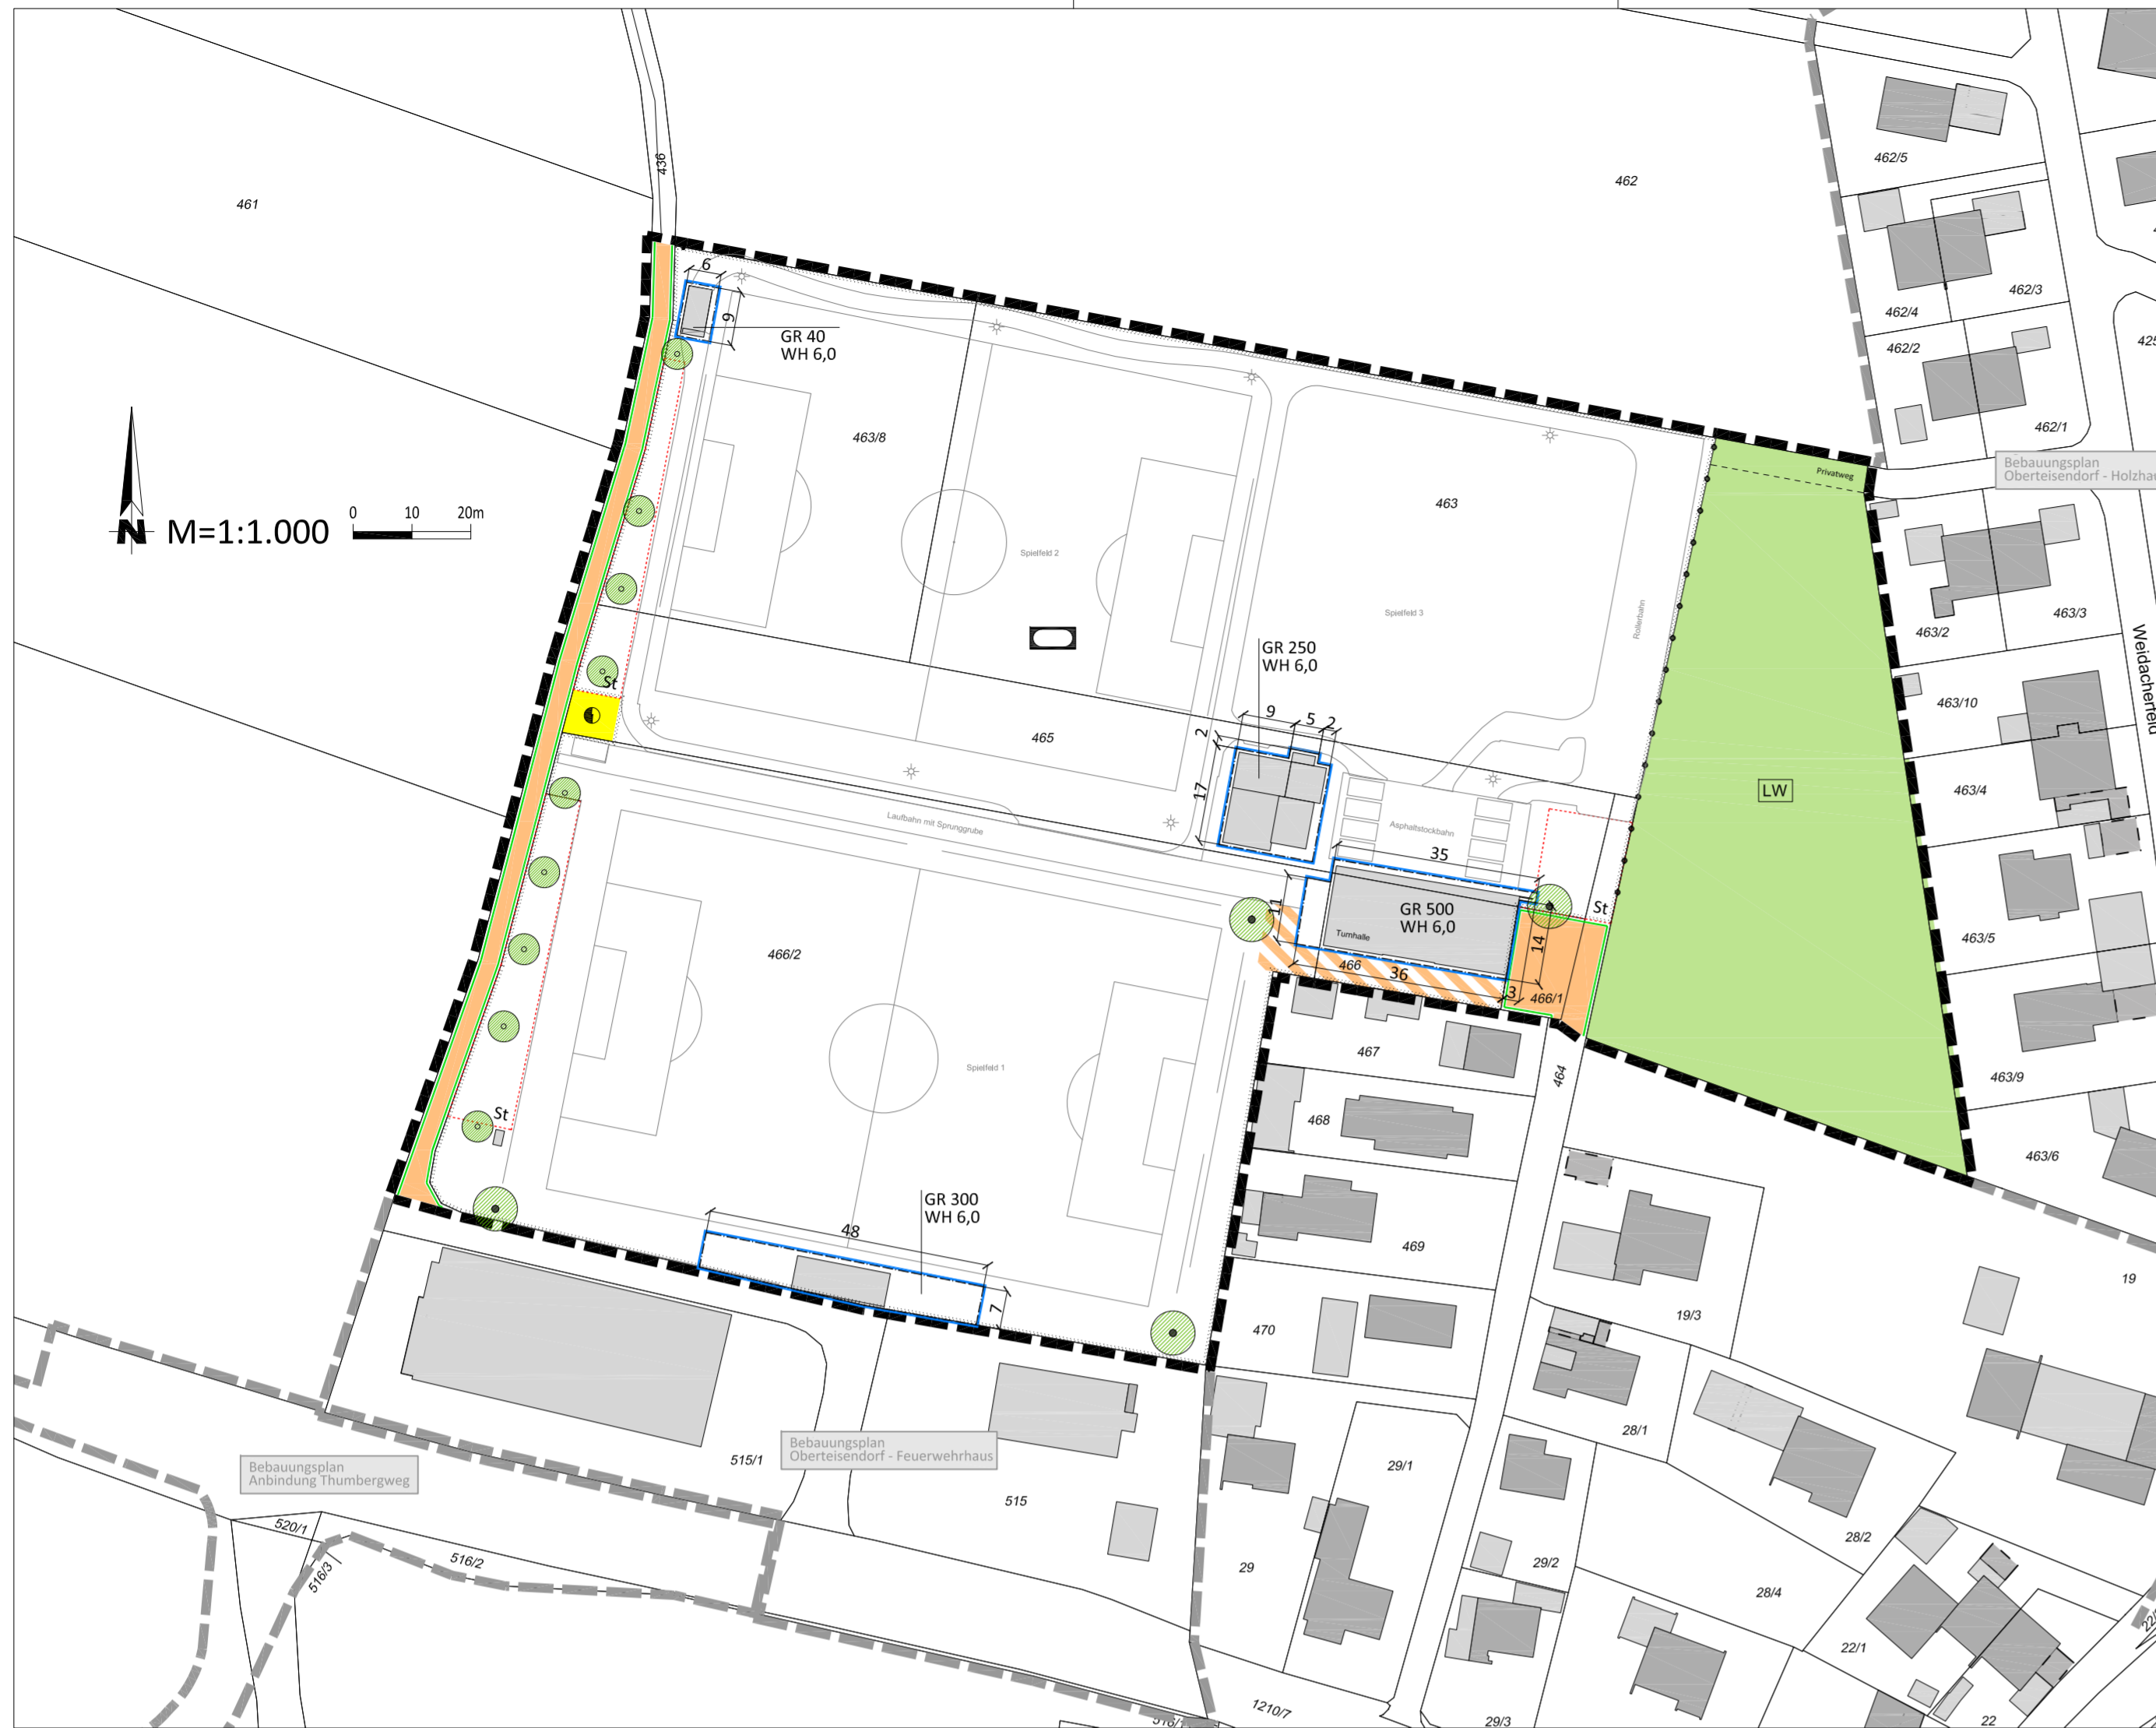 436
461
462
462/5
462/4
462/3
462/2
462/1
6
9
GR 40
WH 6,0
463/8
463
Privatweg
Bebauungsplan
Oberteisendorf - Holzhau
N
M=1:1.000
0 10 20m
Spielfeld 2
Spielfeld 3
Rollerbahn
463/2
463/3
Weidacherfeld
GR 250
WH 6,0
St
465
9
5
2
2
17
463/10
LW
463/4
Laufbahn mit Sprunggrube
Asphaltstockbahn
35
11
GR 500
WH 6,0
Turnhalle
St
14
463/5
466/2
466
36
3
466/1
467
464
463/9
Spielfeld 1
St
468
463/6
GR 300
WH 6,0
48
7
469
19
19/3
470
28/1
Bebauungsplan
Oberteisendorf - Feuerwehrhaus
Bebauungsplan
Anbindung Thumbergweg
515/1
515
29/1
28/2
520/1
516/2
516/3
29
29/2
28/4
22/1
1210/7
29/3
22